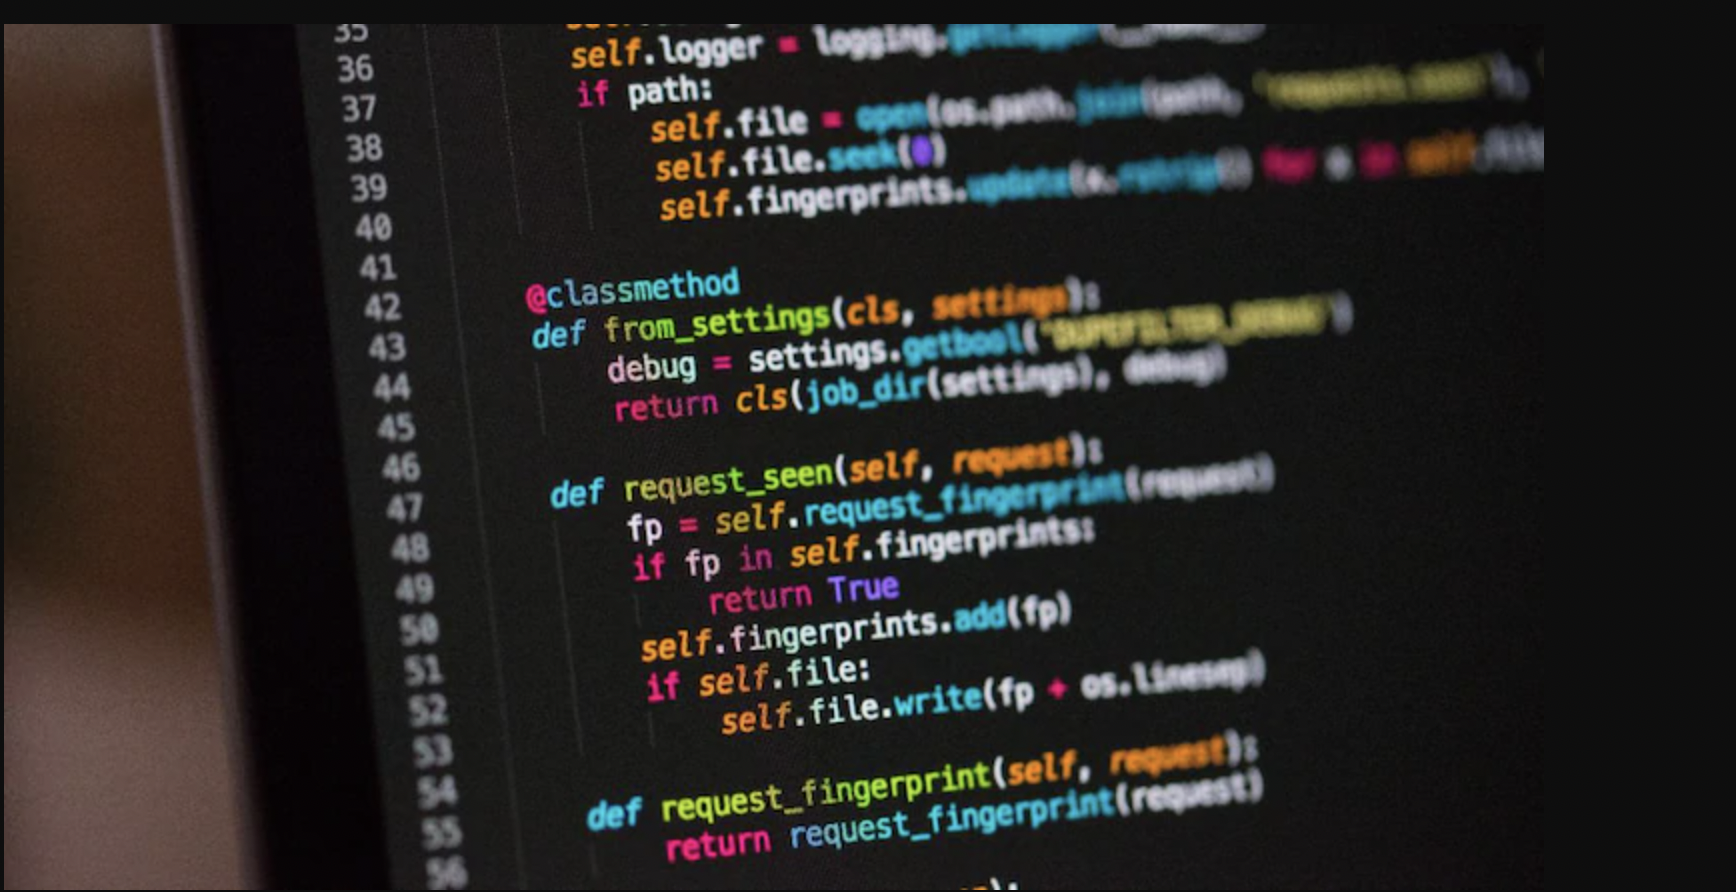 35
36
37
38
39
40
41
42
43
44
45
46
47
48
49
50
51
52
53
54
55
56
self.logger = logging.
if path:
self.file = open(os.path.join(path, 'requests.seen'),
self.file.seek(0)
self.fingerprints.update(x.rstrip() for x in self.file
@classmethod
def from_settings(cls, settings):
debug = settings.getbool('DUPEFILTER_DEBUG')
return cls(job_dir(settings), debug)
def request_seen(self, request):
fp = self.request_fingerprint(request)
if fp in self.fingerprints:
return True
self.fingerprints.add(fp)
if self.file:
self.file.write(fp + os.linesep)
def request_fingerprint(self, request):
return request_fingerprint(request)